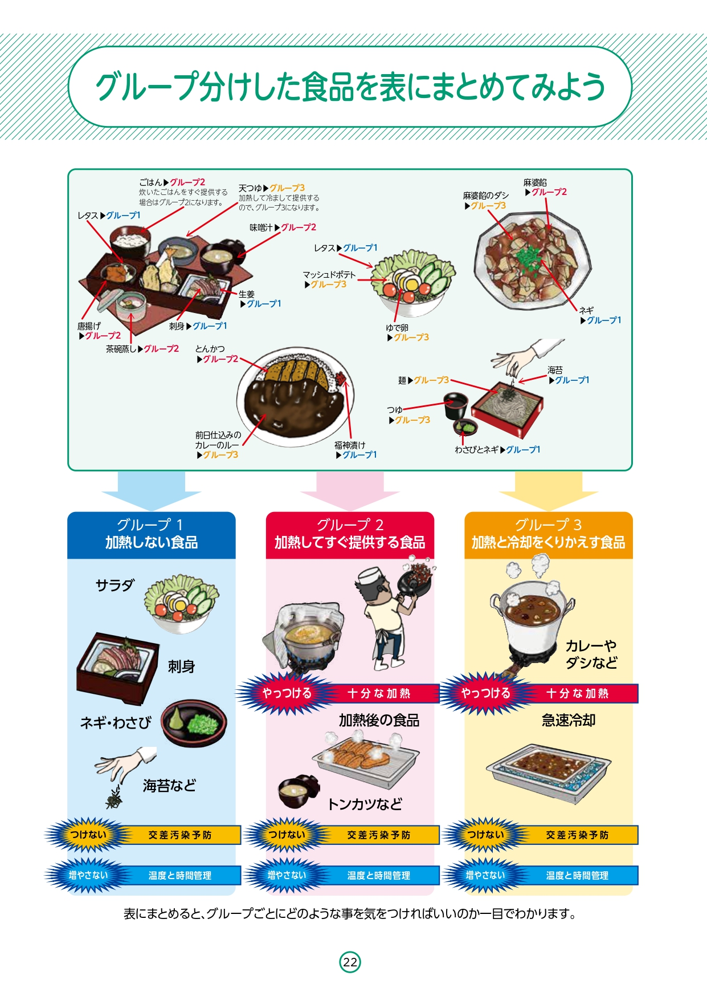 グループ分けした食品を表にまとめてみよう
ごはん▶グループ2
炊いたごはんをすぐ提供する
場合はグループ2になります。
天つゆ▶グループ3
加熱して冷まして提供する
ので、グループ3になります。
レタス▶グループ1
味噌汁▶グループ2
生姜
▶グループ1
唐揚げ
▶グループ2
刺身▶グループ1
茶碗蒸し▶グループ2
レタス▶グループ1
マッシュドポテト
▶グループ3
ゆで卵
▶グループ3
麻婆餡
▶グループ2
麻婆餡のダシ
▶グループ3
ネギ
▶グループ1
とんかつ
▶グループ2
前日仕込みの
カレーのルー
▶グループ3
福神漬け
▶グループ1
海苔
▶グループ1
麺▶グループ3
つゆ
▶グループ3
わさびとネギ▶グループ1
グループ 1
加熱しない食品
サラダ
刺身
ネギ・わさび
海苔など
つけない 交差汚染予防
増やさない 温度と時間管理
グループ 2
加熱してすぐ提供する食品
やっつける 十分な加熱
加熱後の食品
トンカツなど
つけない 交差汚染予防
増やさない 温度と時間管理
グループ 3
加熱と冷却をくりかえす食品
カレーや
ダシなど
やっつける 十分な加熱
急速冷却
つけない 交差汚染予防
増やさない 温度と時間管理
表にまとめると、グループごとにどのような事を気をつければいいのか一目でわかります。
22